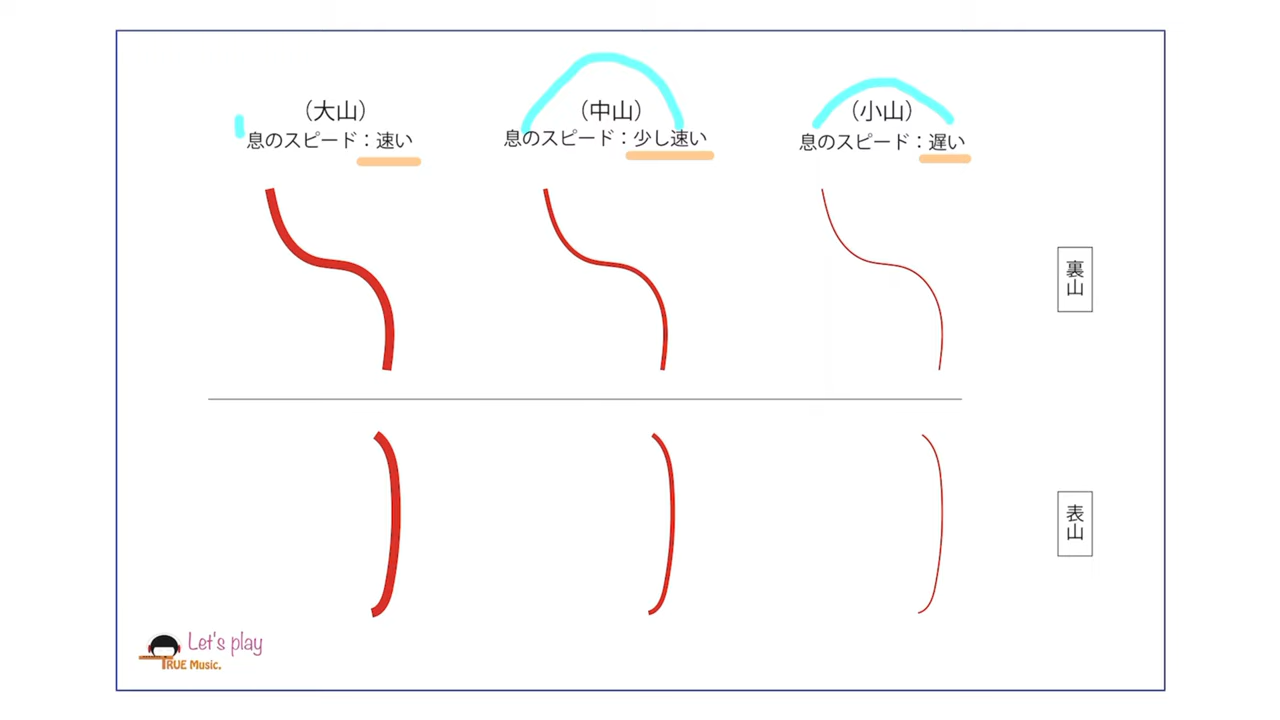 (大山)
息のスピード：速い
(中山)
息のスピード：少し速い
(小山)
息のスピード：遅い
裏山
表山
Let's play
TRUE Music.